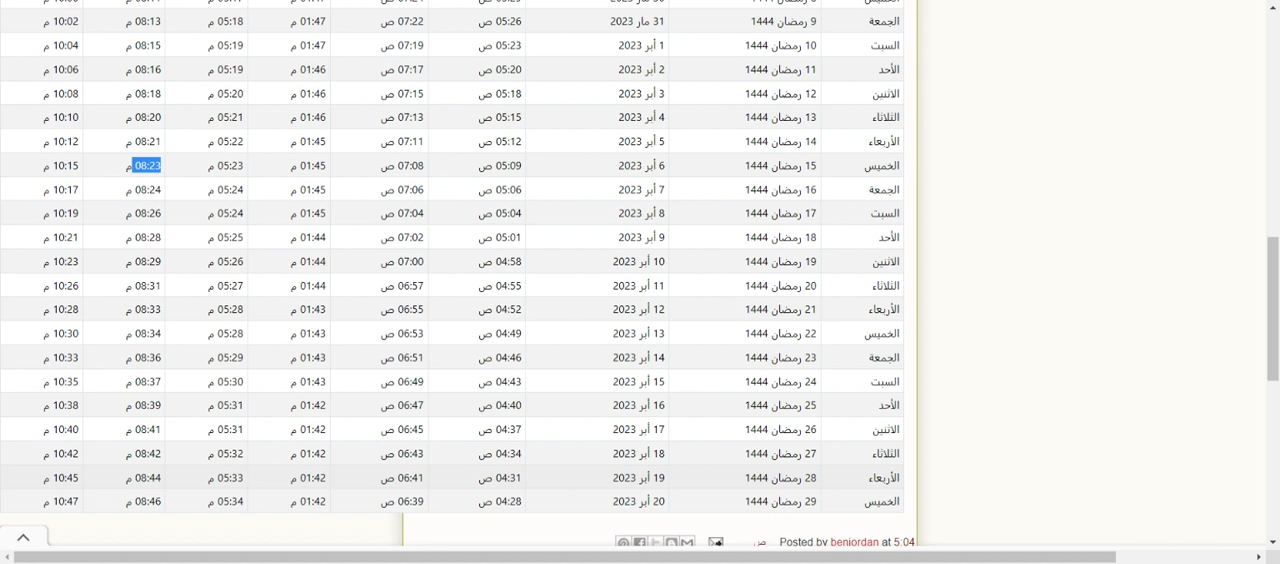 الجمعة 9 رمضان 1444 31 مار 2023 05:26 ص 07:22 ص 01:47 م 05:18 م 08:13 م 10:02 م
السبت 10 رمضان 1444 1 أبر 2023 05:23 ص 07:19 ص 01:47 م 05:19 م 08:15 م 10:04 م
الأحد 11 رمضان 1444 2 أبر 2023 05:20 ص 07:17 ص 01:46 م 05:19 م 08:16 م 10:06 م
الاثنين 12 رمضان 1444 3 أبر 2023 05:18 ص 07:15 ص 01:46 م 05:20 م 08:18 م 10:08 م
الثلاثاء 13 رمضان 1444 4 أبر 2023 05:15 ص 07:13 ص 01:46 م 05:21 م 08:20 م 10:10 م
الأربعاء 14 رمضان 1444 5 أبر 2023 05:12 ص 07:11 ص 01:45 م 05:22 م 08:21 م 10:12 م
الخميس 15 رمضان 1444 6 أبر 2023 05:09 ص 07:08 ص 01:45 م 05:23 م 08:23 م 10:15 م
الجمعة 16 رمضان 1444 7 أبر 2023 05:06 ص 07:06 ص 01:45 م 05:24 م 08:24 م 10:17 م
السبت 17 رمضان 1444 8 أبر 2023 05:04 ص 07:04 ص 01:45 م 05:24 م 08:26 م 10:19 م
الأحد 18 رمضان 1444 9 أبر 2023 05:01 ص 07:02 ص 01:44 م 05:25 م 08:28 م 10:21 م
الاثنين 19 رمضان 1444 10 أبر 2023 04:58 ص 07:00 ص 01:44 م 05:26 م 08:29 م 10:23 م
الثلاثاء 20 رمضان 1444 11 أبر 2023 04:55 ص 06:57 ص 01:44 م 05:27 م 08:31 م 10:26 م
الأربعاء 21 رمضان 1444 12 أبر 2023 04:52 ص 06:55 ص 01:43 م 05:28 م 08:33 م 10:28 م
الخميس 22 رمضان 1444 13 أبر 2023 04:49 ص 06:53 ص 01:43 م 05:28 م 08:34 م 10:30 م
الجمعة 23 رمضان 1444 14 أبر 2023 04:46 ص 06:51 ص 01:43 م 05:29 م 08:36 م 10:33 م
السبت 24 رمضان 1444 15 أبر 2023 04:43 ص 06:49 ص 01:43 م 05:30 م 08:37 م 10:35 م
الأحد 25 رمضان 1444 16 أبر 2023 04:40 ص 06:47 ص 01:42 م 05:31 م 08:39 م 10:38 م
الاثنين 26 رمضان 1444 17 أبر 2023 04:37 ص 06:45 ص 01:42 م 05:31 م 08:41 م 10:40 م
الثلاثاء 27 رمضان 1444 18 أبر 2023 04:34 ص 06:43 ص 01:42 م 05:32 م 08:42 م 10:42 م
الأربعاء 28 رمضان 1444 19 أبر 2023 04:31 ص 06:41 ص 01:42 م 05:33 م 08:44 م 10:45 م
الخميس 29 رمضان 1444 20 أبر 2023 04:28 ص 06:39 ص 01:42 م 05:34 م 08:46 م 10:47 م
Posted by benjordan at 5:04 ص